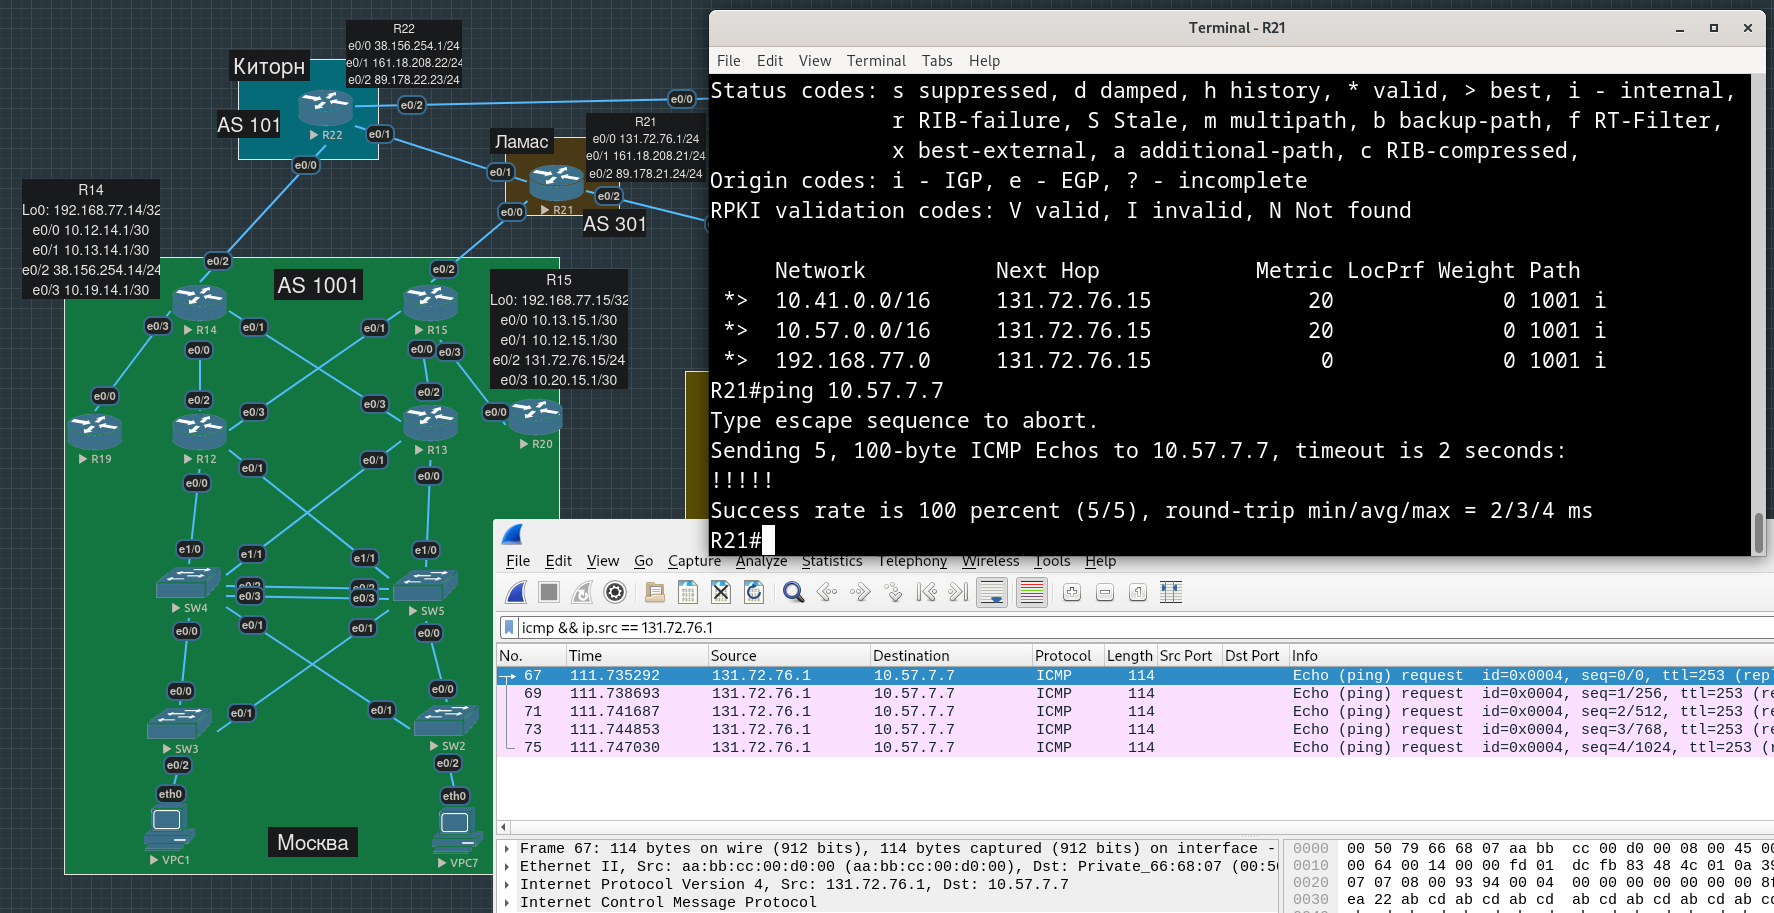 R22
e0/0 38.156.254.1/24
e0/1 161.18.208.22/24
e0/2 89.178.22.23/24
Киторн
AS 101
R22
e0/2
e0/0
e0/1
e0/0
R21
e0/0 131.72.76.1/24
e0/1 161.18.208.21/24
e0/2 89.178.21.24/24
Ламас
e0/1
e0/2
R21
e0/0
AS 301
R14
Lo0: 192.168.77.14/32
e0/0 10.12.14.1/30
e0/1 10.13.14.1/30
e0/2 38.156.254.14/24
e0/3 10.19.14.1/30
e0/2
e0/2
AS 1001
R15
Lo0: 192.168.77.15/32
e0/0 10.13.15.1/30
e0/1 10.12.15.1/30
e0/2 131.72.76.15/24
e0/3 10.20.15.1/30
R14
R15
e0/3
e0/1
e0/1
e0/0
e0/0
e0/3
e0/0
e0/2
e0/2
e0/3
e0/3
e0/0
R19
R12
R13
R20
e0/1
e0/1
e0/0
e0/0
e1/0
e1/1
e1/1
e1/0
e0/2
e0/2
e0/3
e0/3
SW4
SW5
e0/0
e0/1
e0/1
e0/0
e0/0
e0/0
e0/1
e0/1
SW3
SW2
e0/2
e0/2
eth0
eth0
VPC1
VPC7
Москва
Terminal - R21
File Edit View Terminal Tabs Help
Status codes: s suppressed, d damped, h history, * valid, > best, i - internal,
r RIB-failure, S Stale, m multipath, b backup-path, f RT-Filter,
x best-external, a additional-path, c RIB-compressed,
Origin codes: i - IGP, e - EGP, ? - incomplete
RPKI validation codes: V valid, I invalid, N Not found
Network Next Hop Metric LocPrf Weight Path
*> 10.41.0.0/16 131.72.76.15 20 0 1001 i
*> 10.57.0.0/16 131.72.76.15 20 0 1001 i
*> 192.168.77.0 131.72.76.15 0 0 1001 i
R21#ping 10.57.7.7
Type escape sequence to abort.
Sending 5, 100-byte ICMP Echos to 10.57.7.7, timeout is 2 seconds:
!!!!!
Success rate is 100 percent (5/5), round-trip min/avg/max = 2/3/4 ms
R21#
File Edit View Go Capture Analyze Statistics Telephony Wireless Tools Help
icmp && ip.src == 131.72.76.1
No. Time Source Destination Protocol Length Src Port Dst Port Info
67 111.735292 131.72.76.1 10.57.7.7 ICMP 114 Echo (ping) request id=0x0004, seq=0/0, ttl=253 (rep
69 111.738693 131.72.76.1 10.57.7.7 ICMP 114 Echo (ping) request id=0x0004, seq=1/256, ttl=253 (re
71 111.741687 131.72.76.1 10.57.7.7 ICMP 114 Echo (ping) request id=0x0004, seq=2/512, ttl=253 (re
73 111.744853 131.72.76.1 10.57.7.7 ICMP 114 Echo (ping) request id=0x0004, seq=3/768, ttl=253 (re
75 111.747030 131.72.76.1 10.57.7.7 ICMP 114 Echo (ping) request id=0x0004, seq=4/1024, ttl=253 (r
Frame 67: 114 bytes on wire (912 bits), 114 bytes captured (912 bits) on interface -
Ethernet II, Src: aa:bb:cc:00:d0:00 (aa:bb:cc:00:d0:00), Dst: Private_66:68:07 (00:50
Internet Protocol Version 4, Src: 131.72.76.1, Dst: 10.57.7.7
Internet Control Message Protocol
0000 00 50 79 66 68 07 aa bb cc 00 d0 00 08 00 45 00
0010 00 64 00 14 00 00 fd 01 dc fb 83 48 4c 01 0a 39
0020 07 07 08 00 93 94 00 04 00 00 00 00 00 00 00 8f
0030 ea 22 ab cd ab cd ab cd ab cd ab cd ab cd ab cd